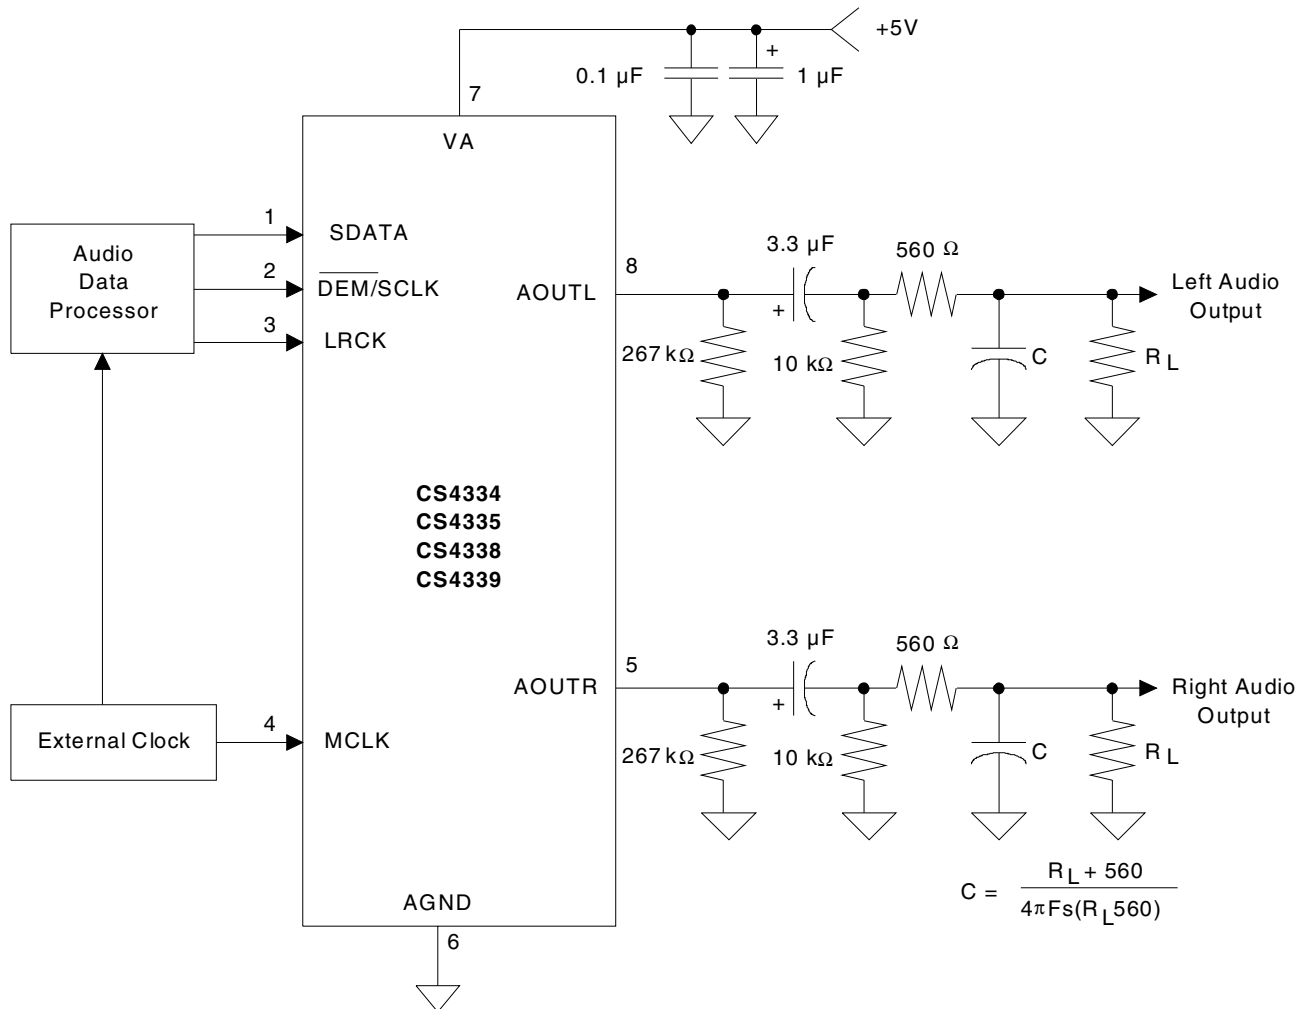 +5V
0.1 µF
+
1 µF
7
VA
Audio
Data
Processor
1
SDATA
2
DEM/SCLK
3
LRCK
AOUTL
8
3.3 µF
+
560 Ω
267 kΩ
10 kΩ
C
R L
Left Audio
Output
CS4334
CS4335
CS4338
CS4339
AOUTR
5
3.3 µF
+
560 Ω
267 kΩ
10 kΩ
C
R L
Right Audio
Output
External Clock
4
MCLK
AGND
6
C = R L + 560
4πFs(R L 560)